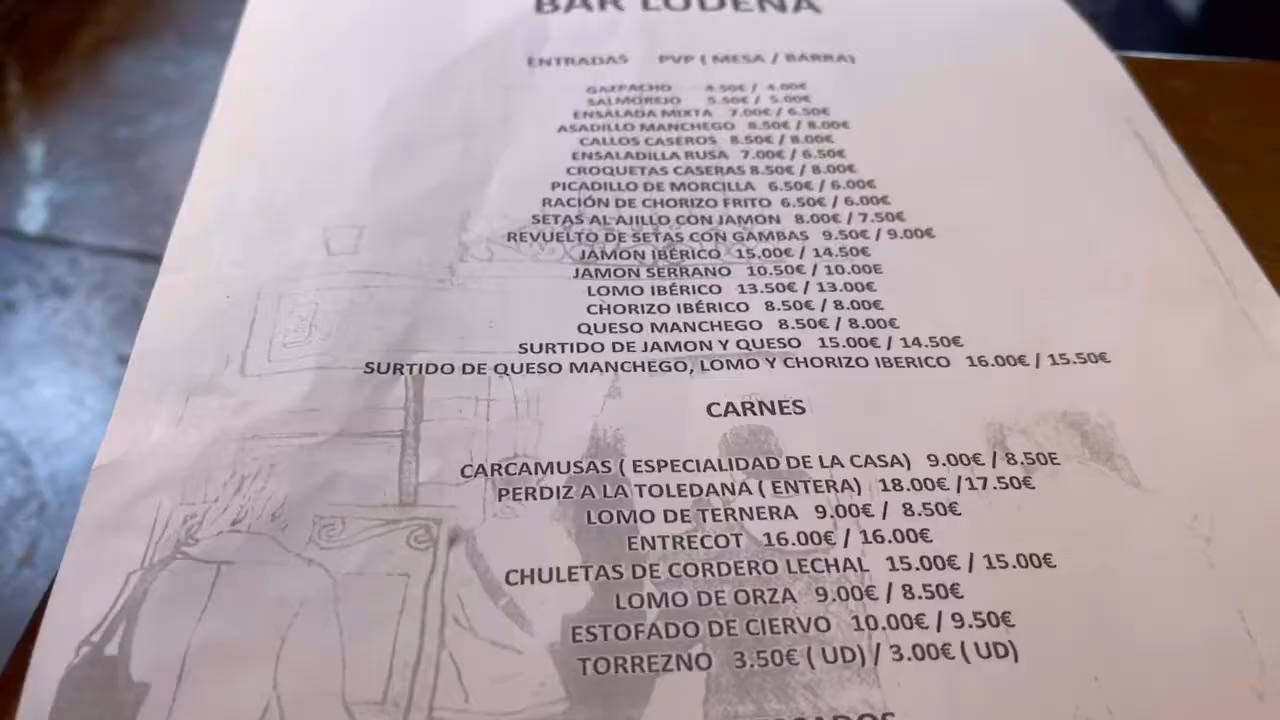 BAR LUDEÑA
ENTRADAS PVP ( MESA / BARRA)
GAZPACHO 4.50€ / 4.00€
SALMOREJO 5.50€ / 5.00€
ENSALADA MIXTA 7.00€ / 6.50€
ASADILLO MANCHEGO 8.50€ / 8.00€
CALLOS CASEROS 8.50€ / 8.00€
ENSALADILLA RUSA 7.00€ / 6.50€
CROQUETAS CASERAS 8.50€ / 8.00€
PICADILLO DE MORCILLA 6.50€ / 6.00€
RACIÓN DE CHORIZO FRITO 6.50€ / 6.00€
SETAS AL AJILLO CON JAMON 8.00€ / 7.50€
REVUELTO DE SETAS CON GAMBAS 9.50€ / 9.00€
JAMON IBÉRICO 15.00€ / 14.50€
JAMON SERRANO 10.50€ / 10.00E
LOMO IBÉRICO 13.50€ / 13.00€
CHORIZO IBÉRICO 8.50€ / 8.00€
QUESO MANCHEGO 8.50€ / 8.00€
SURTIDO DE JAMON Y QUESO 15.00€ / 14.50€
SURTIDO DE QUESO MANCHEGO, LOMO Y CHORIZO IBERICO 16.00€ / 15.50€
CARNES
CARCAMUSAS ( ESPECIALIDAD DE LA CASA) 9.00€ / 8.50E
PERDIZ A LA TOLEDANA ( ENTERA) 18.00€ /17.50€
LOMO DE TERNERA 9.00€ / 8.50€
ENTRECOT 16.00€ / 16.00€
CHULETAS DE CORDERO LECHAL 15.00€ / 15.00€
LOMO DE ORZA 9.00€ / 8.50€
ESTOFADO DE CIERVO 10.00€ / 9.50€
TORREZNO 3.50€ ( UD) / 3.00€ ( UD)